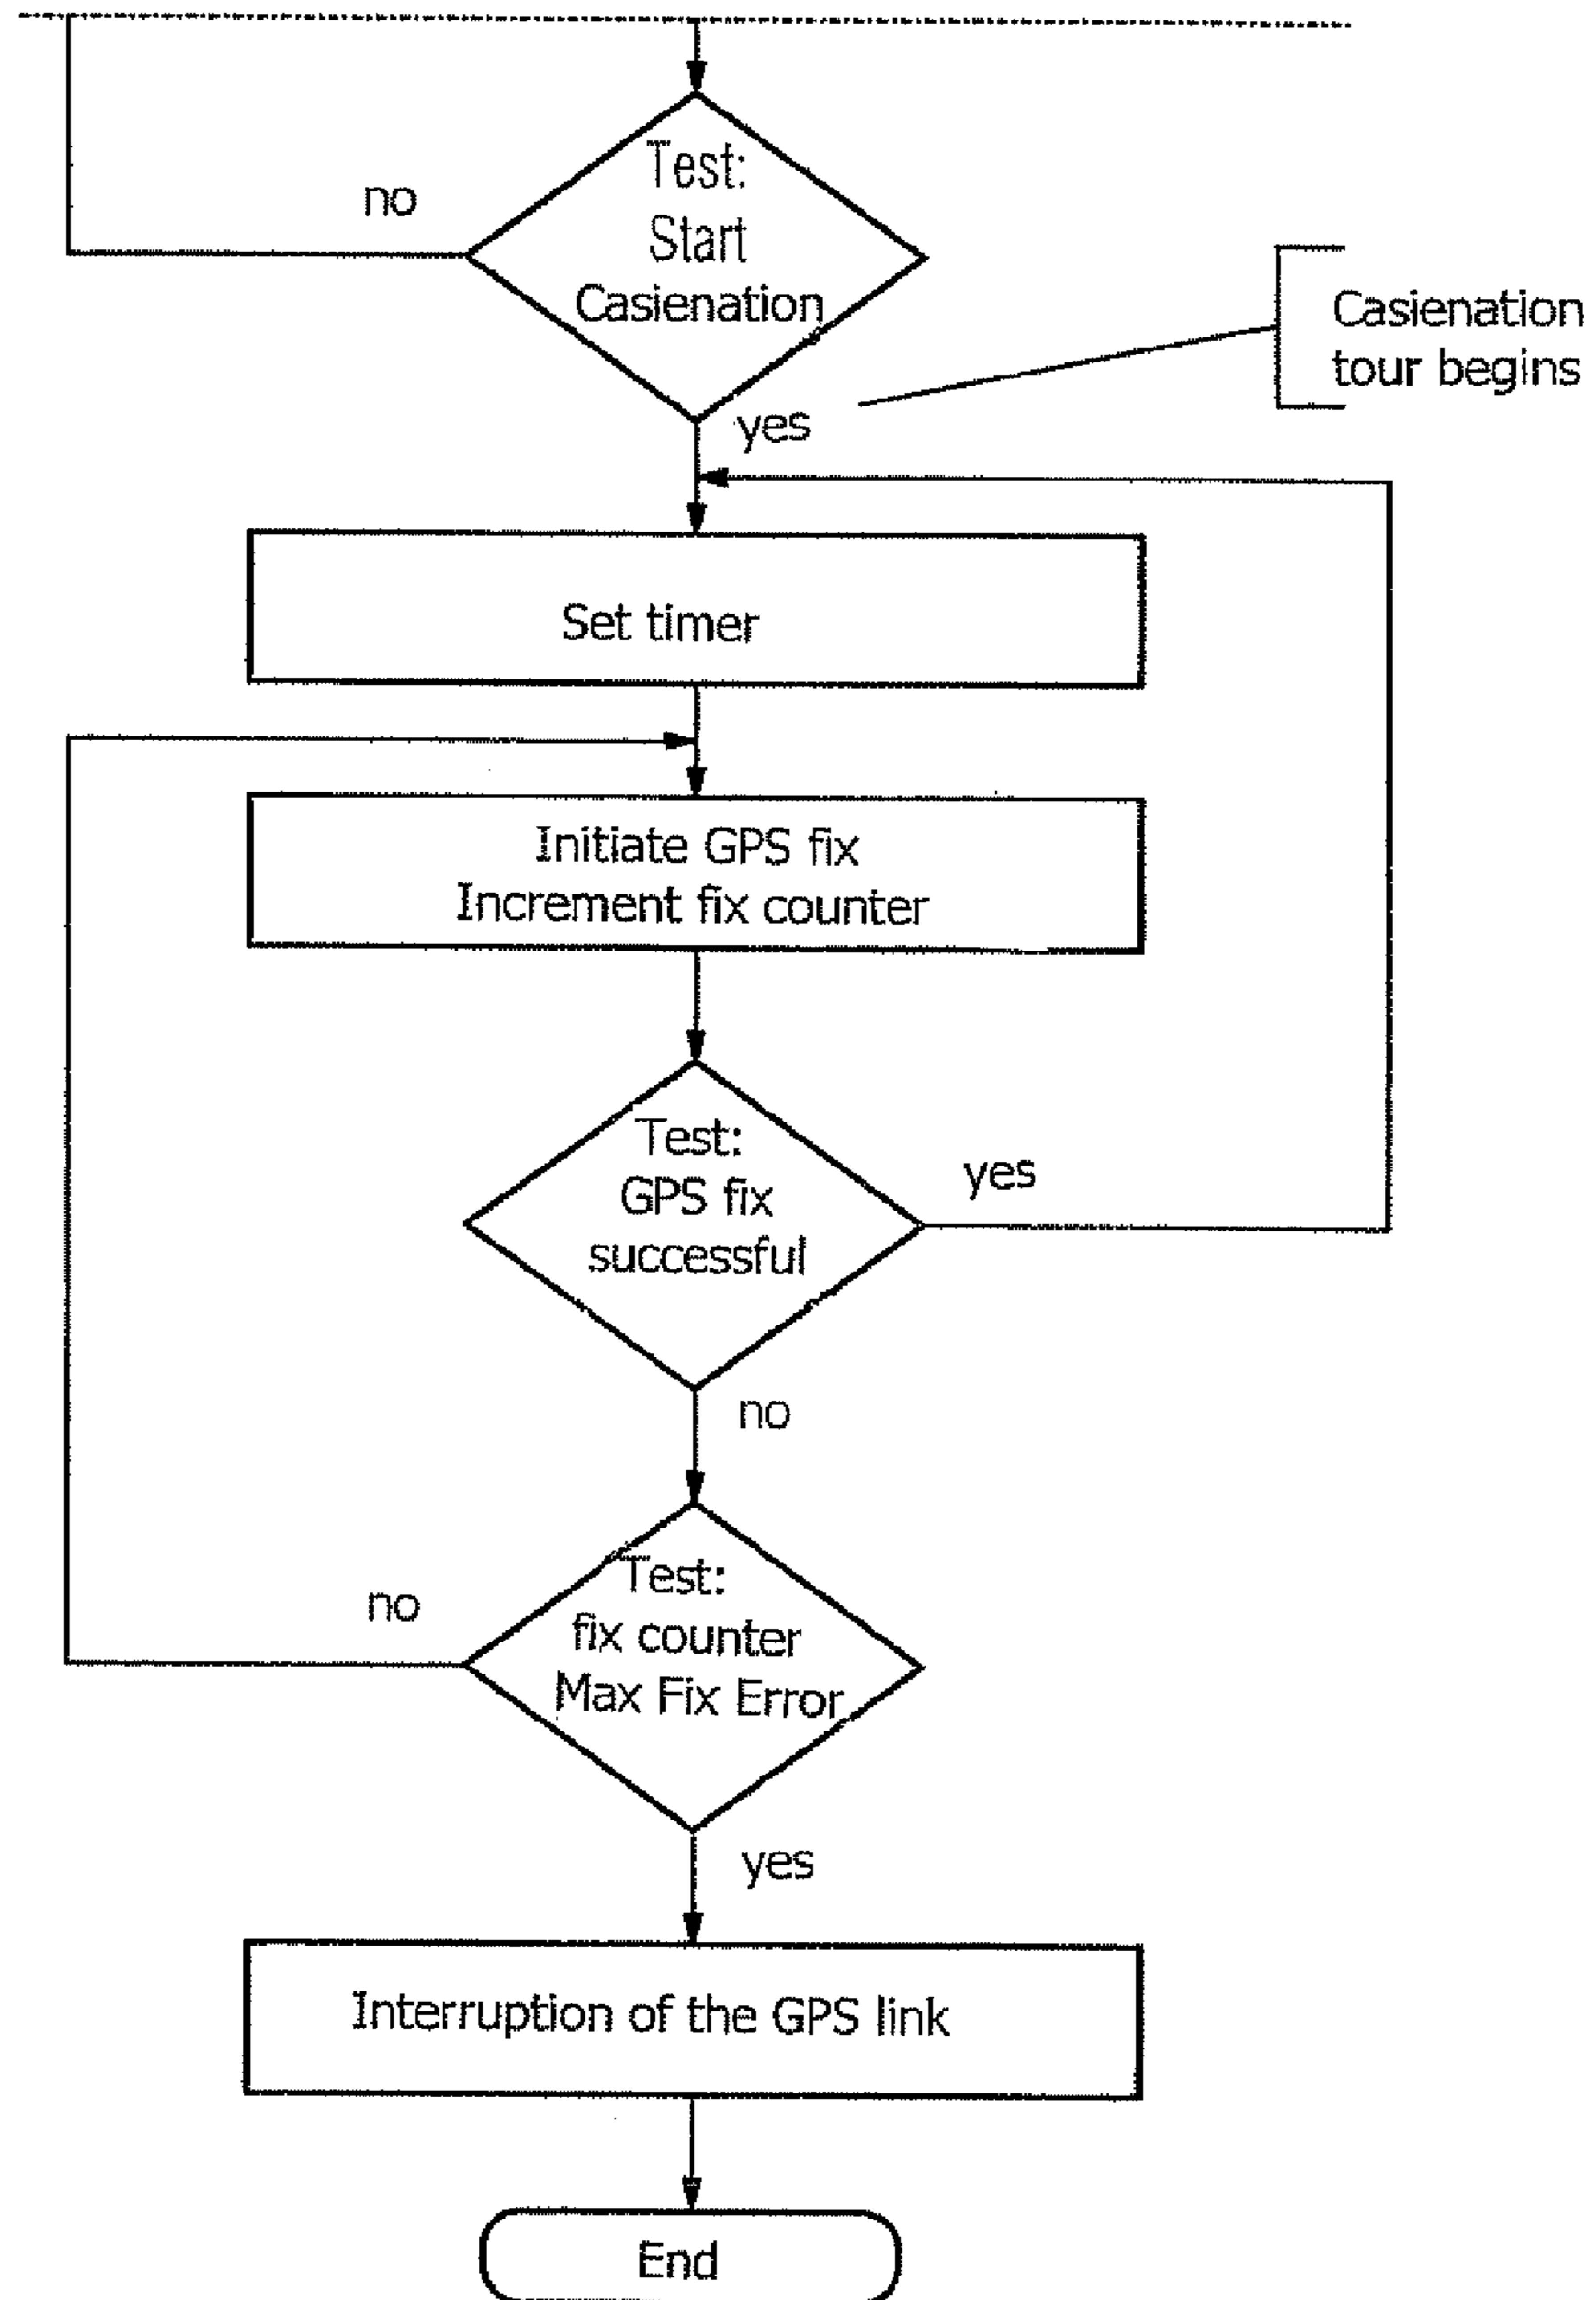 Test:
Start
Casienation
no
yes
Casienation
tour begins
Set timer
Initiate GPS fix
Increment fix counter
Test:
GPS fix
successful
yes
no
Test:
fix counter
Max Fix Error
no
yes
Interruption of the GPS link
End